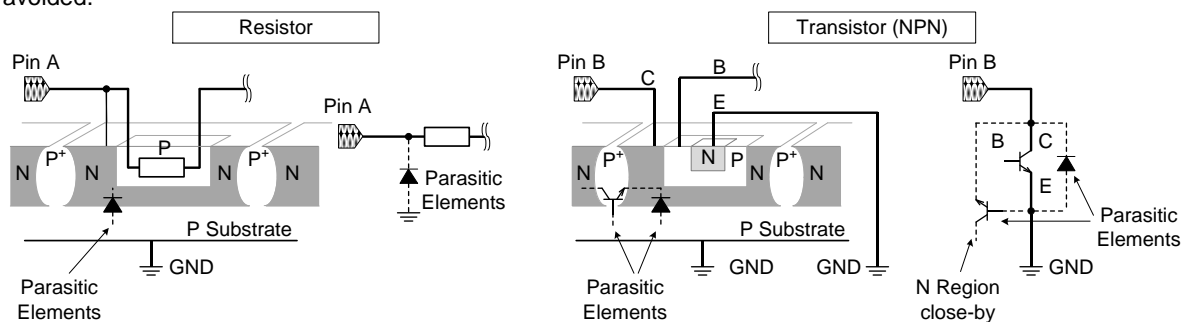 avoided.
Resistor
Transistor (NPN)
Pin A
Pin A
P
N
P+
N
N
P+
N
Parasitic
Elements
P Substrate
GND
Parasitic
Elements
Pin B
C
B
E
Pin B
N
P+
N
N
P
P+
N
N
P Substrate
GND
GND
Parasitic
Elements
B
C
E
Parasitic
Elements
GND
N Region
close-by